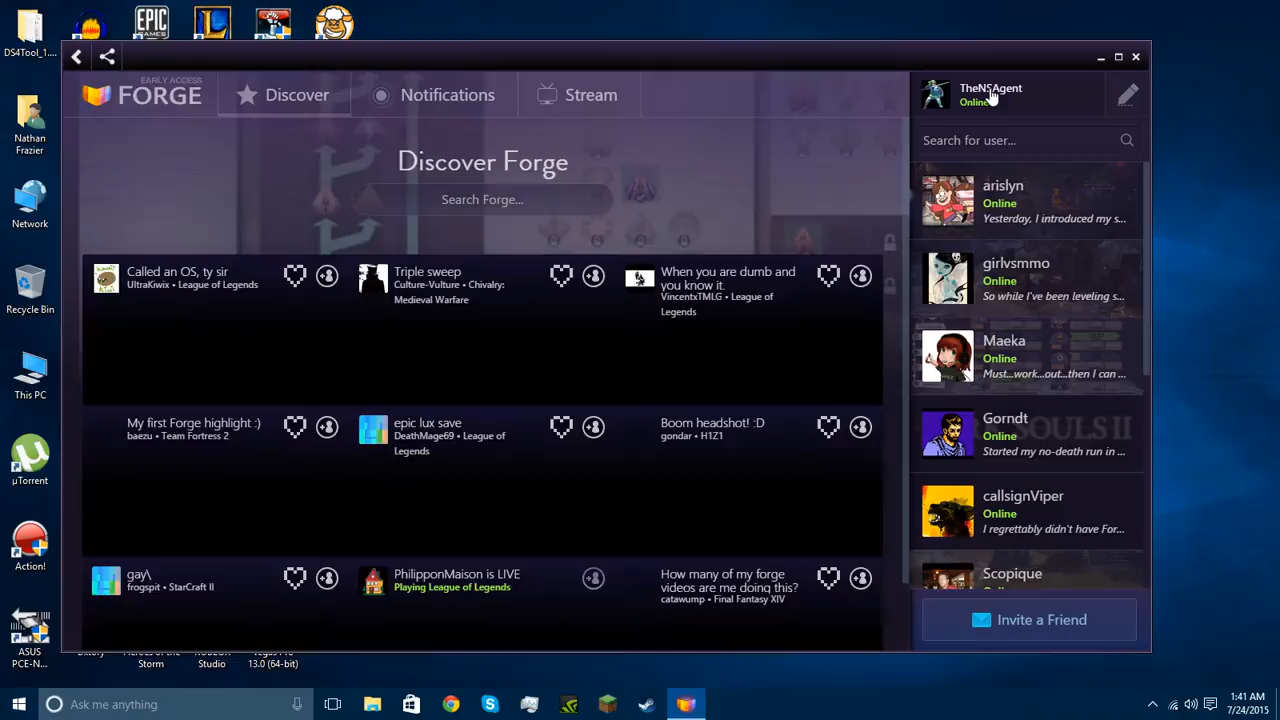 DS4Tool_1....
EPIC
GAMES
L
EARLY ACCESS
FORGE
Discover
Notifications
Stream
TheNSAgent
Online
Discover Forge
Search Forge...
Search for user...
Called an OS, ty sir
UltraKiwix • League of Legends
Triple sweep
Culture-Vulture • Chivalry:
Medieval Warfare
When you are dumb and
you know it.
VincentxTMLG • League of
Legends
My first Forge highlight :)
baezu • Team Fortress 2
epic lux save
DeathMage69 • League of
Legends
Boom headshot! :D
gondar • H1Z1
gay\
frogspit • StarCraft II
PhilipponMaison is LIVE
Playing League of Legends
How many of my forge
videos are me doing this?
catawump • Final Fantasy XIV
arislyn
Online
Yesterday, I introduced my s...
girlvsmmo
Online
So while I've been leveling s...
Maeka
Online
Must...work...out...then I can ...
Gorndt
Online
Started my no-death run in ...
SOULS II
callsignViper
Online
I regrettably didn't have For...
Scopique
Invite a Friend
Nathan
Frazier
Network
Recycle Bin
This PC
µTorrent
Action!
ASUS
PCE-N...
Storm
Studio
13.0 (64-bit)
Ask me anything
1:41 AM
7/24/2015